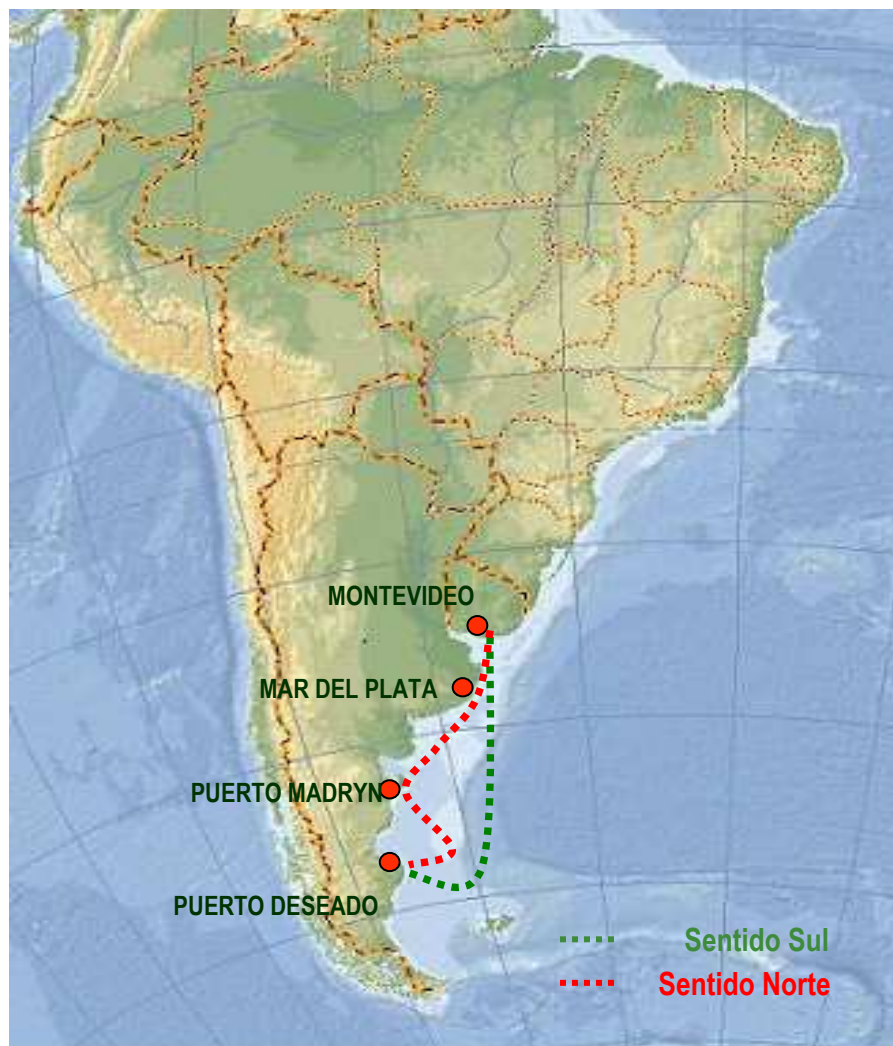 MONTEVIDEO
MAR DEL PLATA
PUERTO MADRYN
PUERTO DESEADO
Sentido Sul
Sentido Norte